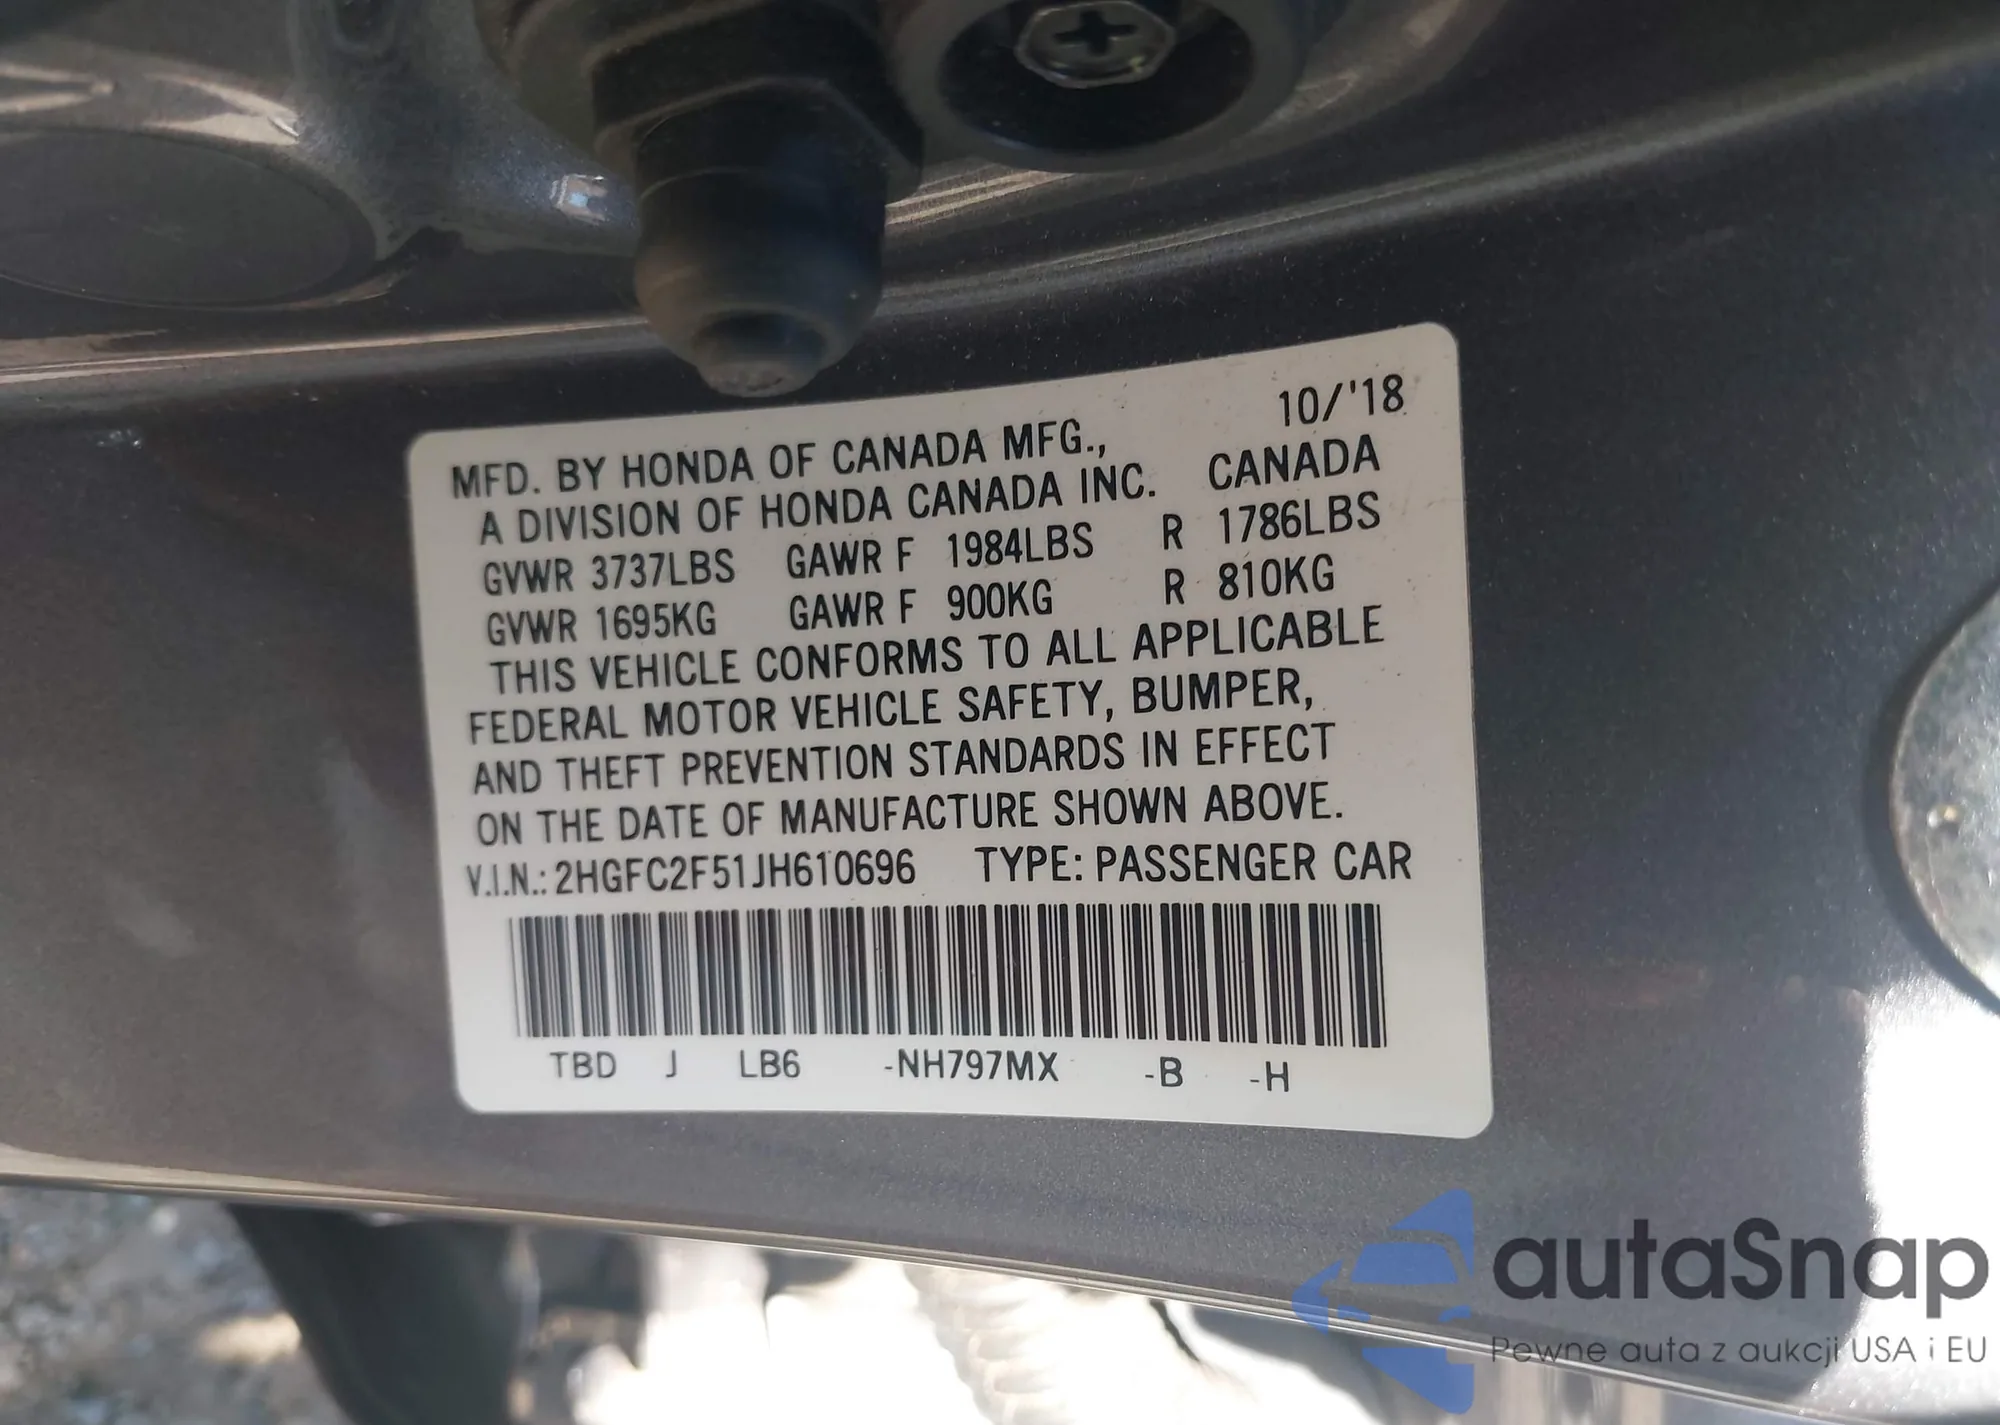 10/'18
MFD. BY HONDA OF CANADA MFG.,
A DIVISION OF HONDA CANADA INC. CANADA
GVWR 3737LBS GAWR F 1984LBS R 1786LBS
GVWR 1695KG GAWR F 900KG R 810KG
THIS VEHICLE CONFORMS TO ALL APPLICABLE
FEDERAL MOTOR VEHICLE SAFETY, BUMPER,
AND THEFT PREVENTION STANDARDS IN EFFECT
ON THE DATE OF MANUFACTURE SHOWN ABOVE.
V.I.N.: 2HGFC2F51JH610696 TYPE: PASSENGER CAR
TBD J LB6 -NH797MX -B -H
autaSnap
Pewne auta z aukcji USA i EU